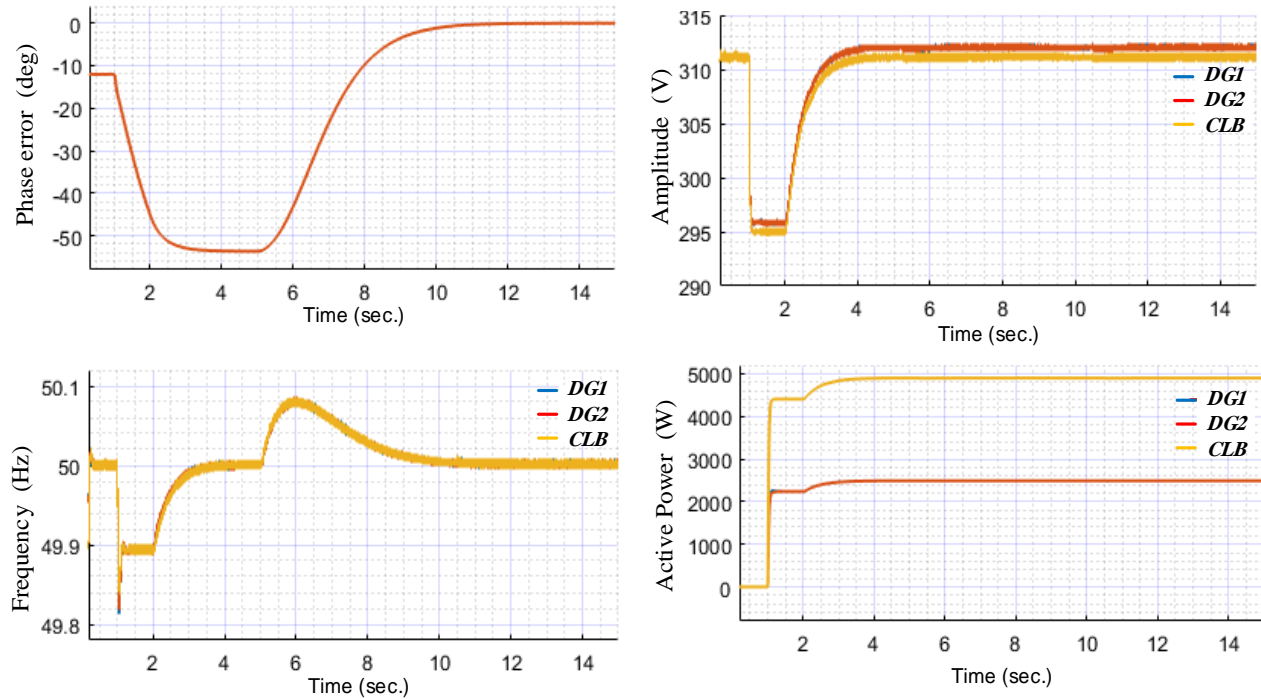 Phase error (deg)
0
-10
-20
-30
-40
-50
2 4 6 8 10 12 14
Time (sec.)
Amplitude (V)
315
310
305
300
295
290
DG1
DG2
CLB
2 4 6 8 10 12 14
Time (sec.)
Frequency (Hz)
50.1
50
49.9
49.8
DG1
DG2
CLB
2 4 6 8 10 12 14
Time (sec.)
Active Power (W)
5000
4000
3000
2000
1000
0
DG1
DG2
CLB
2 4 6 8 10 12 14
Time (sec.)